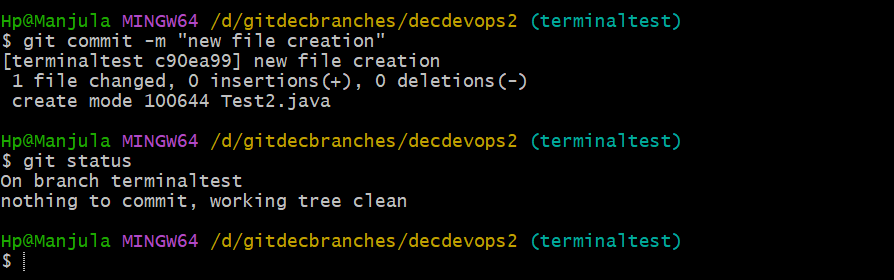 Hp@Manjula MINGW64 /d/gitdecbranches/decdevops2 (terminaltest)
$ git commit -m "new file creation"
[terminaltest c90ea99] new file creation
 1 file changed, 0 insertions(+), 0 deletions(-)
 create mode 100644 Test2.java

Hp@Manjula MINGW64 /d/gitdecbranches/decdevops2 (terminaltest)
$ git status
On branch terminaltest
nothing to commit, working tree clean

Hp@Manjula MINGW64 /d/gitdecbranches/decdevops2 (terminaltest)
$